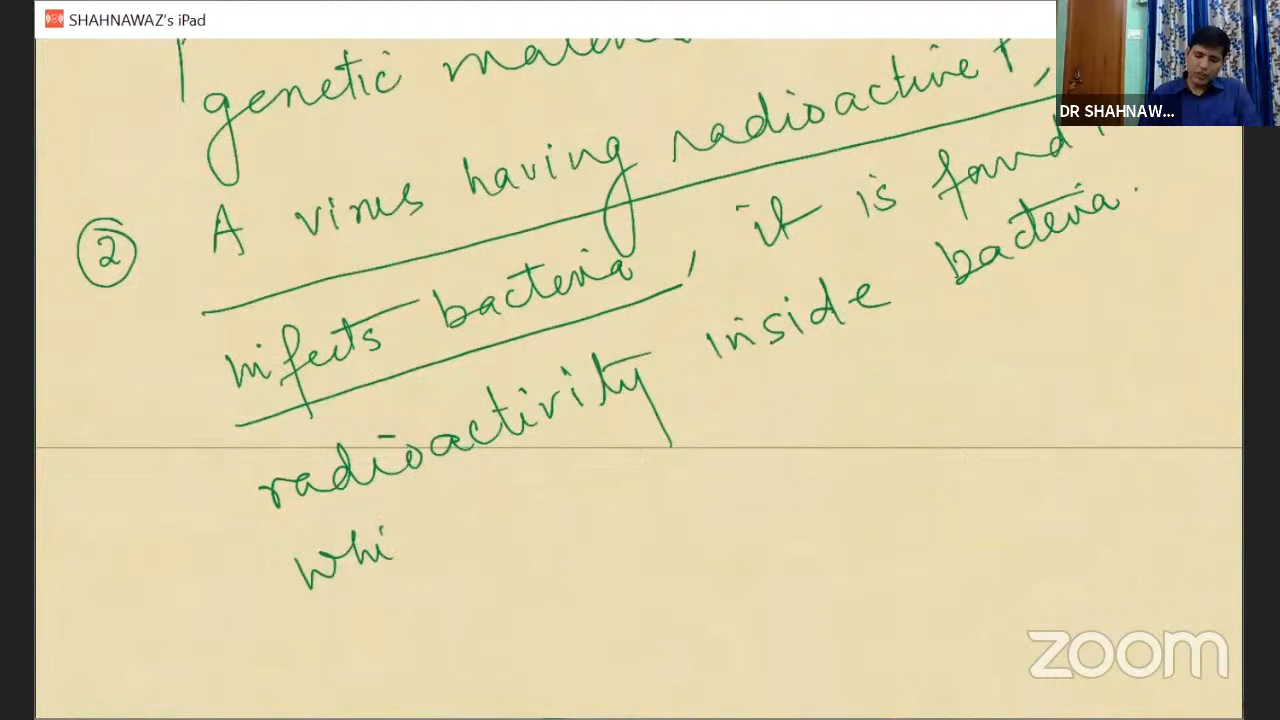 SHAHNAWAZ's iPad
genetic
② A virus having radioactive
infects bacteria, it is found
radioactivity inside bacteria.
whi
DR SHAHNAW...
zoom